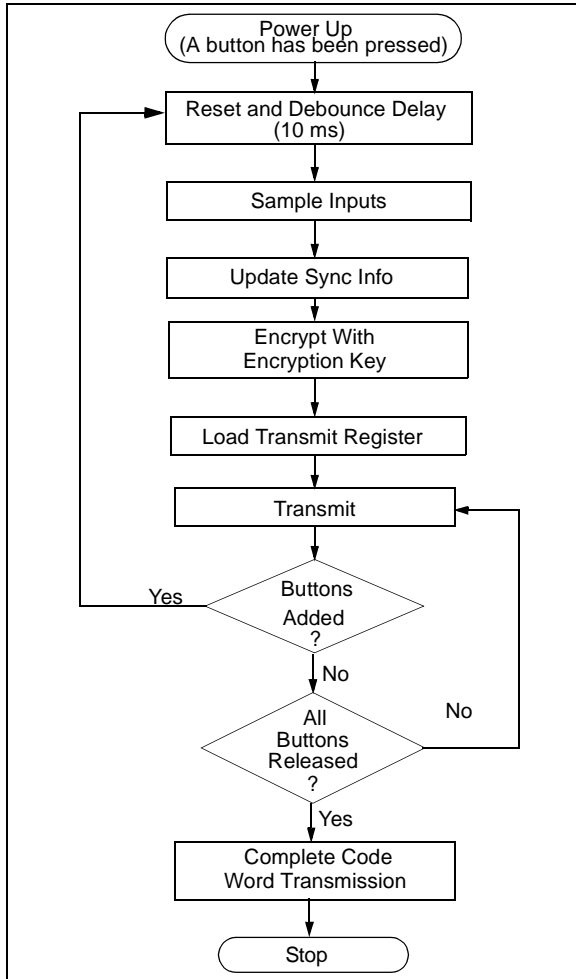 Power Up
(A button has been pressed)
Reset and Debounce Delay
(10 ms)
Sample Inputs
Update Sync Info
Encrypt With
Encryption Key
Load Transmit Register
Transmit
Buttons
Added
?
Yes
No
All
Buttons
Released
?
No
Yes
Complete Code
Word Transmission
Stop